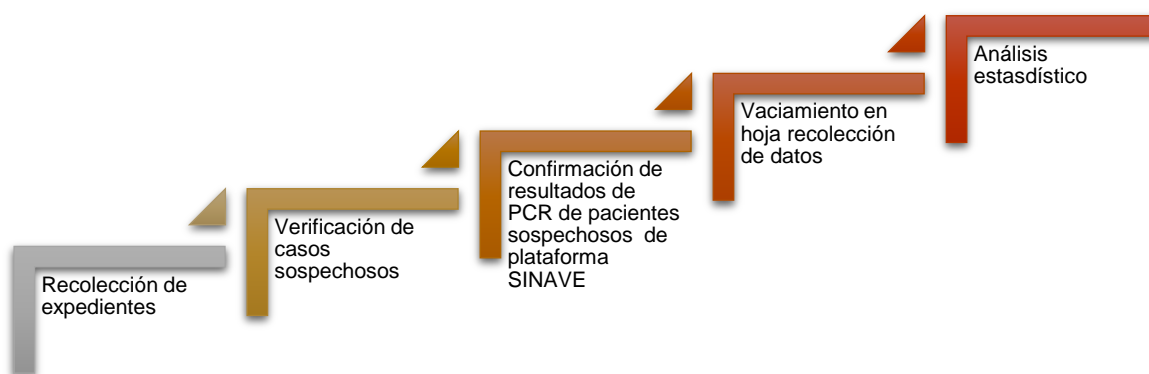 Recolección de
expedientes
Verificación de
casos
sospechosos
Confirmación de
resultados de
PCR de pacientes
sospechosos de
plataforma
SINAVE
Vaciamiento en
hoja recolección
de datos
Análisis
estasdístico